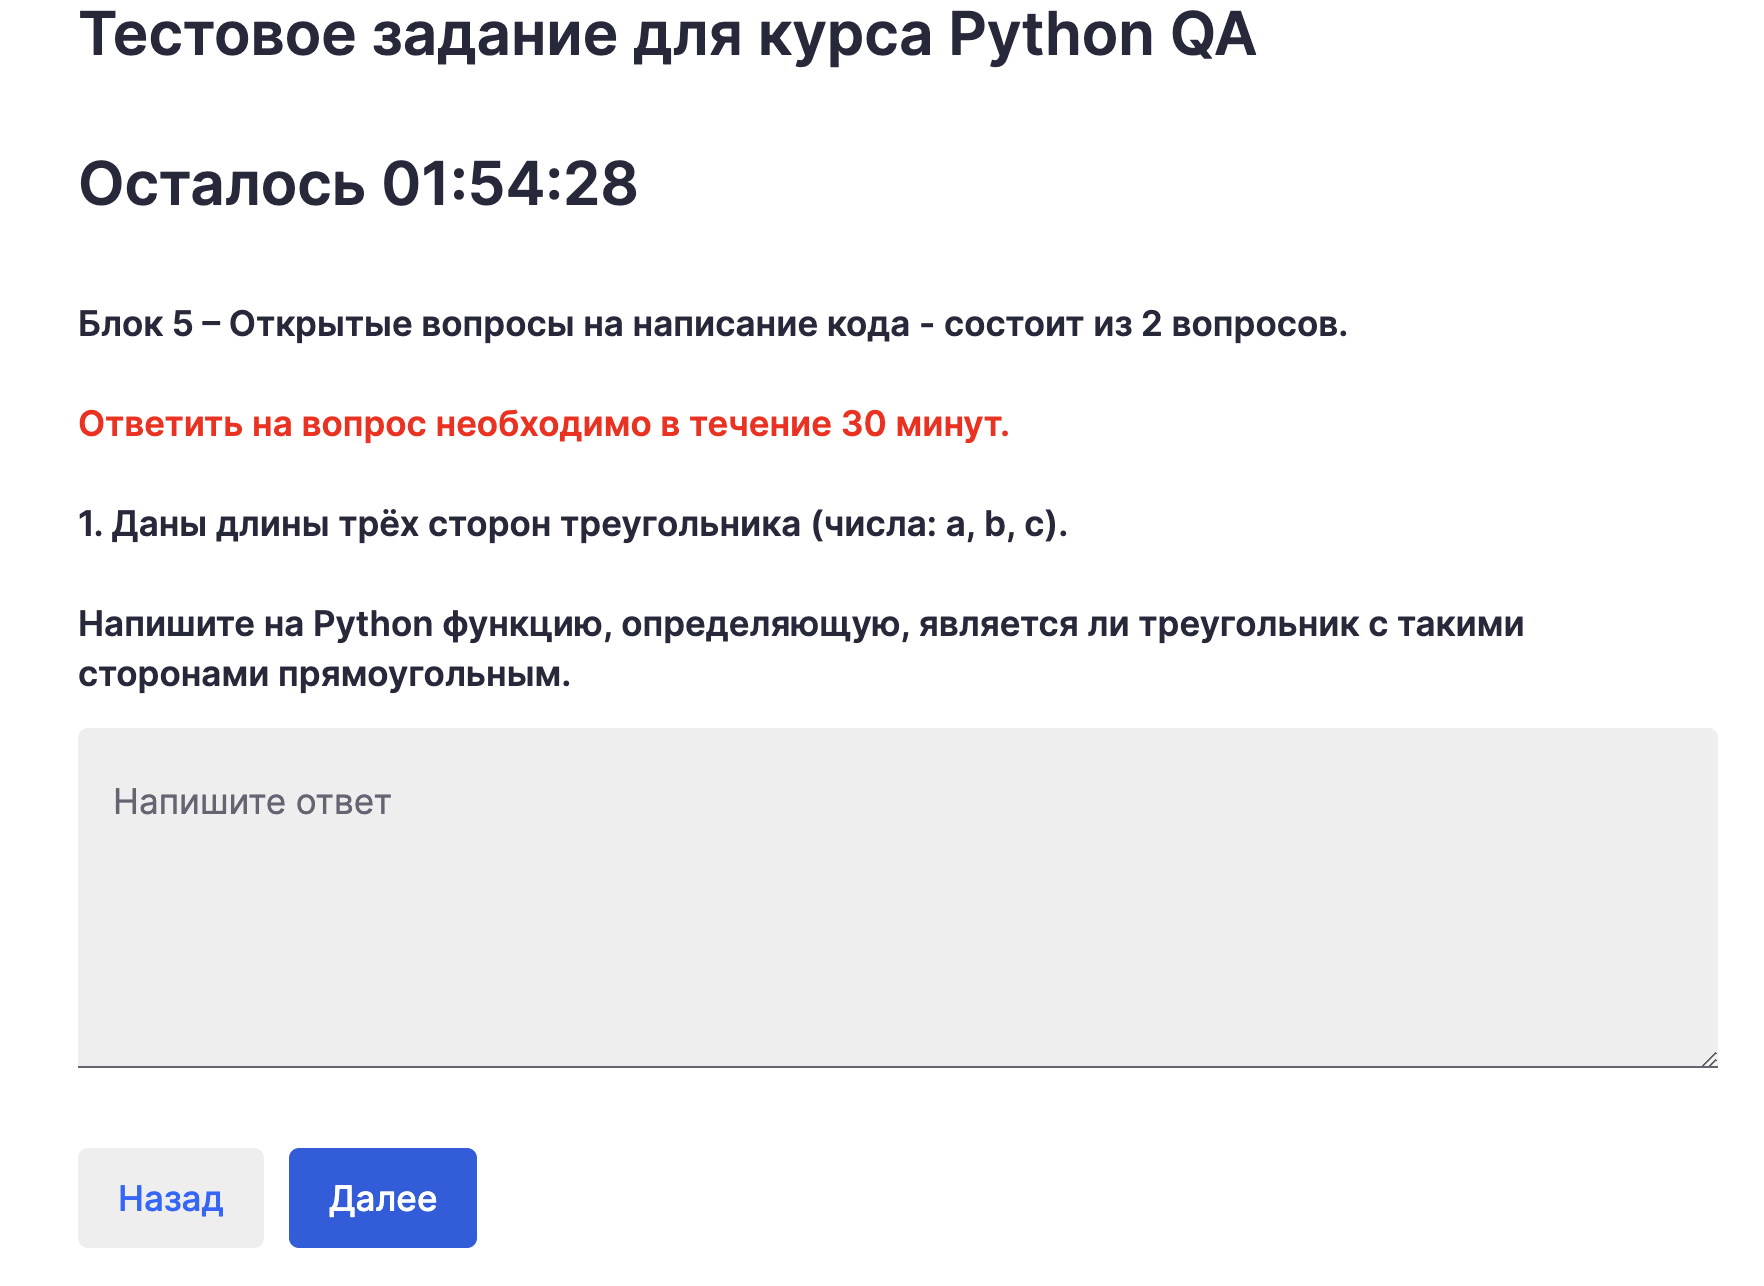 Тестовое задание для курса Python QA
Осталось 01:54:28
Блок 5 – Открытые вопросы на написание кода - состоит из 2 вопросов.
Ответить на вопрос необходимо в течение 30 минут.
1. Даны длины трёх сторон треугольника (числа: a, b, c).
Напишите на Python функцию, определяющую, является ли треугольник с такими
сторонами прямоугольным.
Напишите ответ
Назад Далее